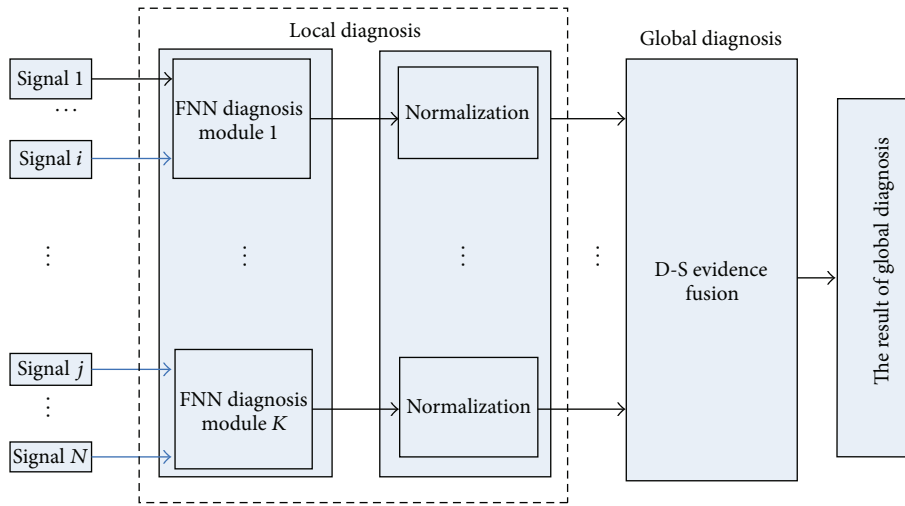 Local diagnosis
Global diagnosis
Signal 1
...
Signal i
⋮
Signal j
⋮
Signal N
FNN diagnosis
module 1
⋮
FNN diagnosis
module K
Normalization
⋮
Normalization
⋮
D-S evidence
fusion
The result of global diagnosis